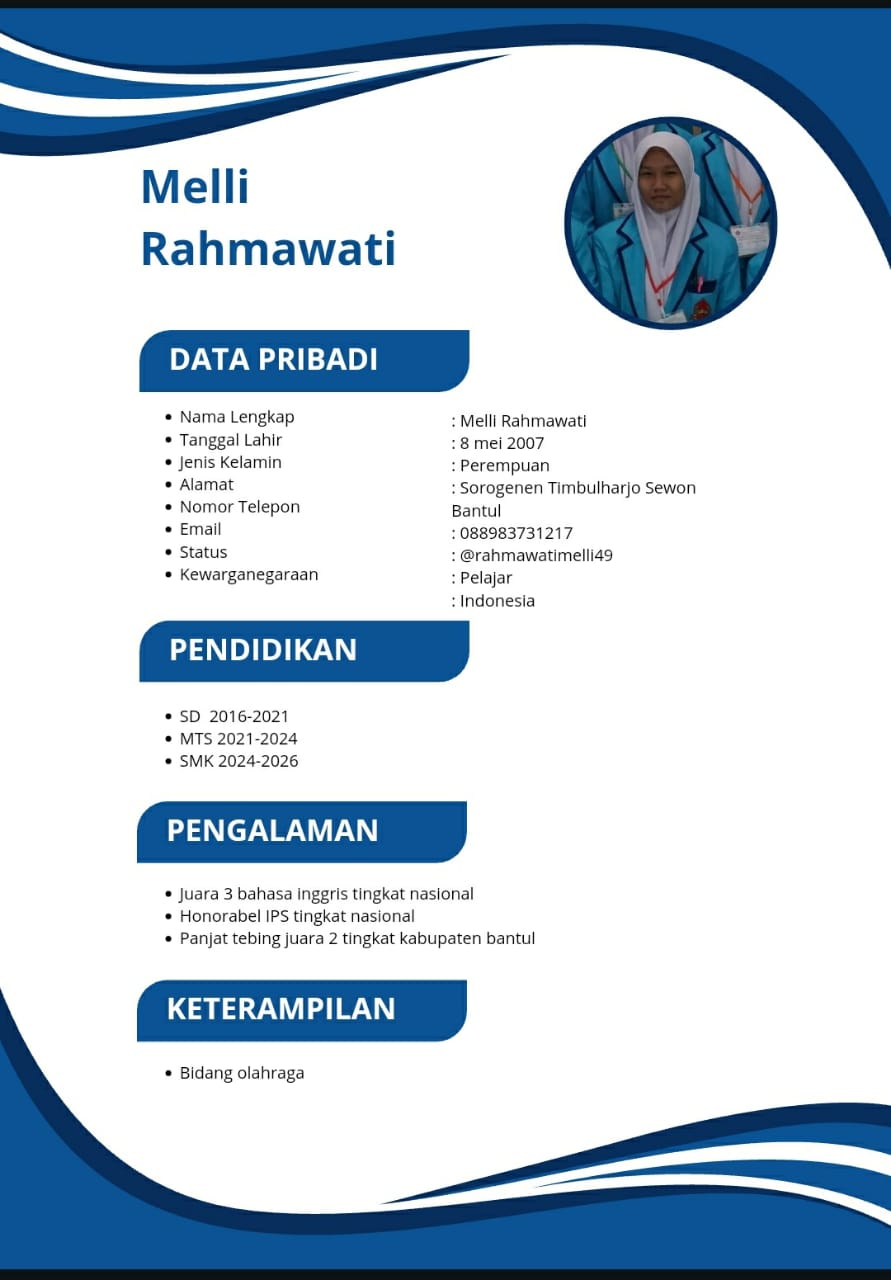 Melli
Rahmawati
DATA PRIBADI
• Nama Lengkap : Melli Rahmawati
• Tanggal Lahir : 8 mei 2007
• Jenis Kelamin : Perempuan
• Alamat : Sorogenen Timbulharjo Sewon
Bantul
• Nomor Telepon : 088983731217
• Email : @rahmawatimelli49
• Status : Pelajar
• Kewarganegaraan : Indonesia
PENDIDIKAN
• SD 2016-2021
• MTS 2021-2024
• SMK 2024-2026
PENGALAMAN
• Juara 3 bahasa inggris tingkat nasional
• Honorabel IPS tingkat nasional
• Panjat tebing juara 2 tingkat kabupaten bantul
KETERAMPILAN
• Bidang olahraga